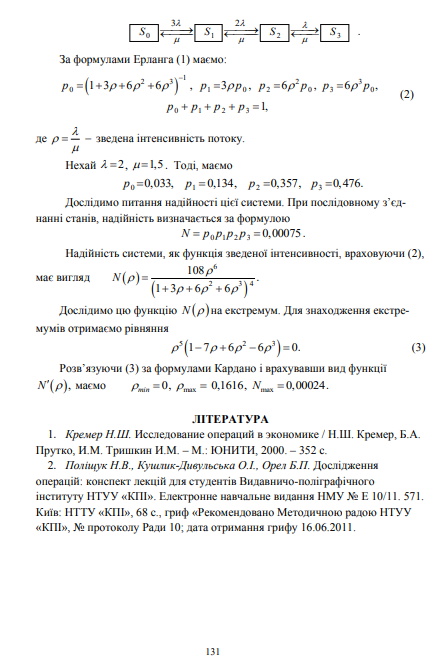 S₀ ⇄ S₁ ⇄ S₂ ⇄ S₃ .
3λ 2λ λ
μ μ μ
За формулами Ерланга (1) маємо:
p₀ = (1+3ρ+6ρ²+6ρ³)⁻¹ , p₁ =3ρp₀, p₂ =6ρ²p₀, p₃ =6ρ³p₀,
(2)
p₀ + p₁ + p₂ + p₃ =1,
де ρ = λ/μ − зведена інтенсивність потоку.
Нехай λ=2, μ=1,5. Тоді, маємо
p₀=0,033, p₁ =0,134, p₂ =0,357, p₃ =0,476.
Дослідимо питання надійності цієї системи. При послідовному з’єд-
нанні станів, надійність визначається за формулою
N = p₀p₁p₂p₃ = 0,00075 .
Надійність системи, як функція зведеної інтенсивності, враховуючи (2),
має вигляд N(ρ) = 108ρ⁶/(1+3ρ+6ρ²+6ρ³)⁴ .
Дослідимо цю функцію N(ρ) на екстремум. Для знаходження екстре-
мумів отримаємо рівняння
ρ⁵(1−7ρ+6ρ²−6ρ³)=0. (3)
Розв’язуючи (3) за формулами Кардано і врахувавши вид функції
N′(ρ), маємо ρmin = 0, ρmax = 0,1616, Nmax = 0,00024 .
ЛІТЕРАТУРА
1. Кремер Н.Ш. Исследование операций в экономике / Н.Ш. Кремер, Б.А.
Прутко, И.М. Тришкин И.М. – М.: ЮНИТИ, 2000. – 352 с.
2. Поліщук Н.В., Кушлик-Дивульська О.І., Орел Б.П. Дослідження
операцій: конспект лекцій для студентів Видавничо-поліграфічного
інституту НТУУ «КПІ». Електронне навчальне видання НМУ № Е 10/11. 571.
Київ: НТТУ «КПІ», 68 с., гриф «Рекомендовано Методичною радою НТУУ
«КПІ», № протоколу Ради 10; дата отримання грифу 16.06.2011.
131